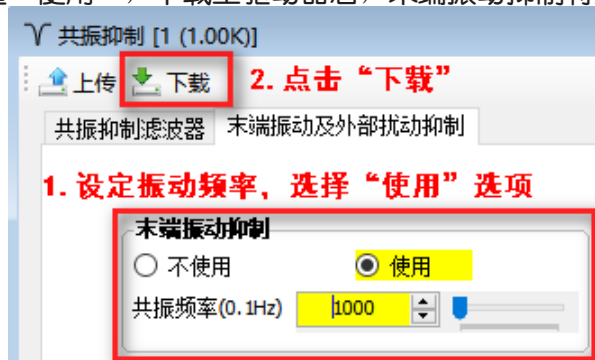 共振抑制 [1 (1.00K)]
上传 下载 2. 点击“下载”
共振抑制滤波器 末端振动及外部扰动抑制
1. 设定振动频率，选择“使用”选项
末端振动抑制
不使用 使用
共振频率(0.1Hz) 1000